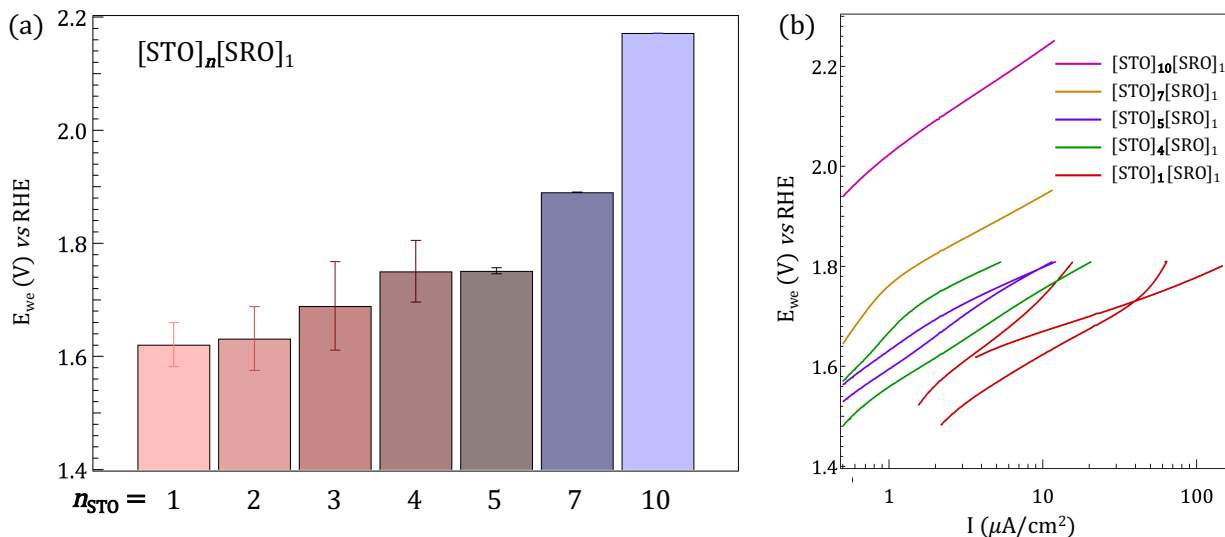 (a)
[STO]n[SRO]1
E_we (V) vs RHE
2.2
2.0
1.8
1.6
1.4
n_STO = 1 2 3 4 5 7 10
(b)
[STO]10[SRO]1
[STO]7[SRO]1
[STO]5[SRO]1
[STO]4[SRO]1
[STO]1[SRO]1
E_we (V) vs RHE
2.2
2.0
1.8
1.6
1.4
1 10 100
I (μA/cm²)